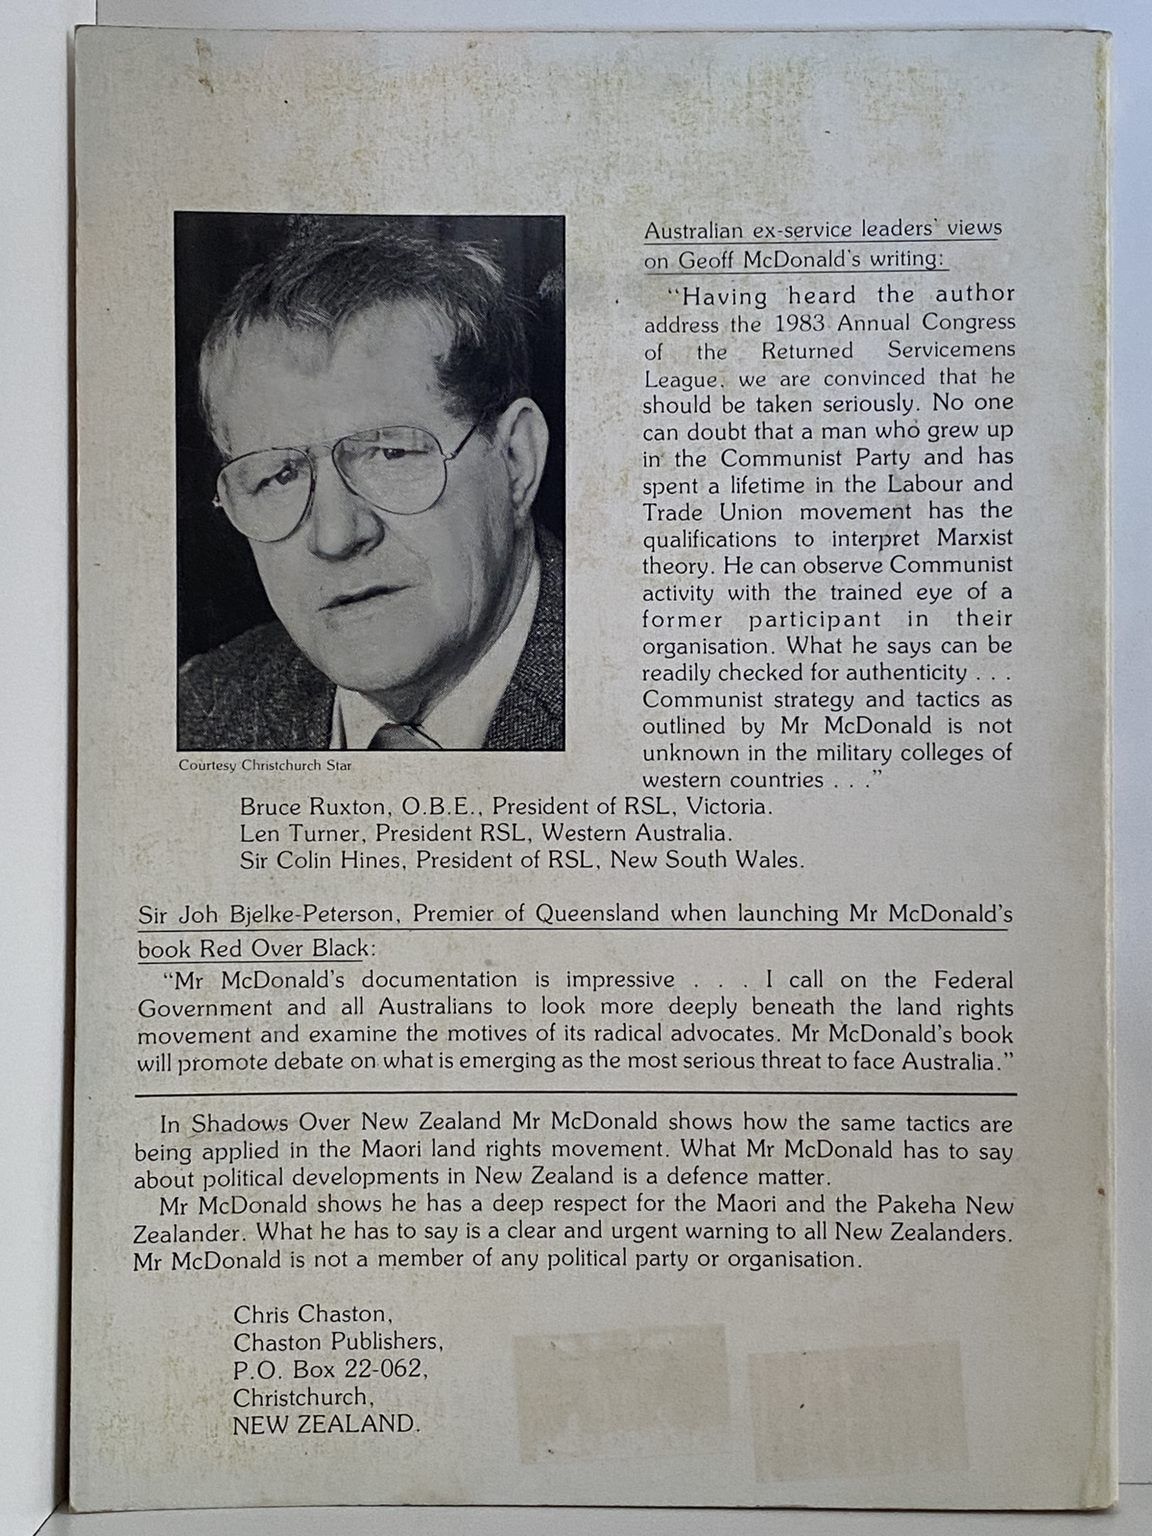 Australian ex-service leaders' views
on Geoff McDonald's writing:
"Having heard the author
address the 1983 Annual Congress
of the Returned Servicemens
League, we are convinced that he
should be taken seriously. No one
can doubt that a man who grew up
in the Communist Party and has
spent a lifetime in the Labour and
Trade Union movement has the
qualifications to interpret Marxist
theory. He can observe Communist
activity with the trained eye of a
former participant in their
organisation. What he says can be
readily checked for authenticity . . .
Communist strategy and tactics as
outlined by Mr McDonald is not
unknown in the military colleges of
western countries . . ."
Courtesy Christchurch Star
Bruce Ruxton, O.B.E., President of RSL, Victoria.
Len Turner, President RSL, Western Australia.
Sir Colin Hines, President of RSL, New South Wales.
Sir Joh Bjelke-Peterson, Premier of Queensland when launching Mr McDonald's
book Red Over Black:
"Mr McDonald's documentation is impressive . . . I call on the Federal
Government and all Australians to look more deeply beneath the land rights
movement and examine the motives of its radical advocates. Mr McDonald's book
will promote debate on what is emerging as the most serious threat to face Australia."
In Shadows Over New Zealand Mr McDonald shows how the same tactics are
being applied in the Maori land rights movement. What Mr McDonald has to say
about political developments in New Zealand is a defence matter.
Mr McDonald shows he has a deep respect for the Maori and the Pakeha New
Zealander. What he has to say is a clear and urgent warning to all New Zealanders.
Mr McDonald is not a member of any political party or organisation.
Chris Chaston,
Chaston Publishers,
P.O. Box 22-062,
Christchurch,
NEW ZEALAND.